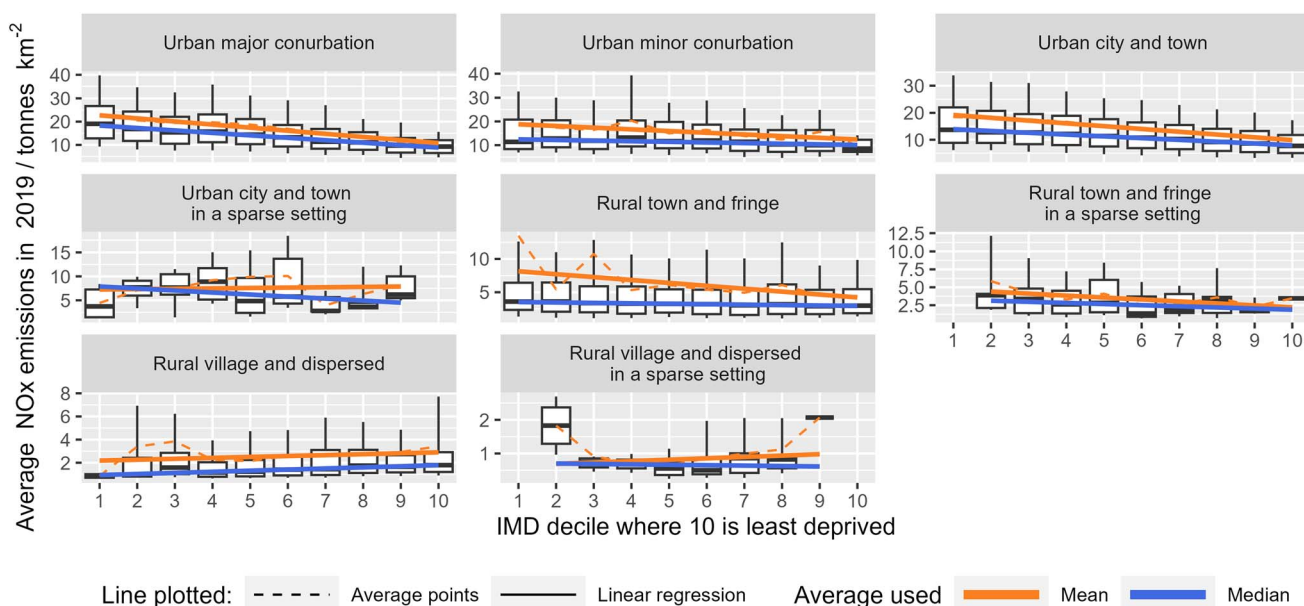 Average NOx emissions in 2019 / tonnes km⁻²
Urban major conurbation
40
30
20
10
Urban minor conurbation
40
30
20
10
Urban city and town
30
20
10
Urban city and town
in a sparse setting
15
10
5
Rural town and fringe
10
5
Rural town and fringe
in a sparse setting
12.5
10.0
7.5
5.0
2.5
1 2 3 4 5 6 7 8 9 10
Rural village and dispersed
8
6
4
2
1 2 3 4 5 6 7 8 9 10
Rural village and dispersed
in a sparse setting
2
1
1 2 3 4 5 6 7 8 9 10
IMD decile where 10 is least deprived
Line plotted: Average points Linear regression Average used Mean Median